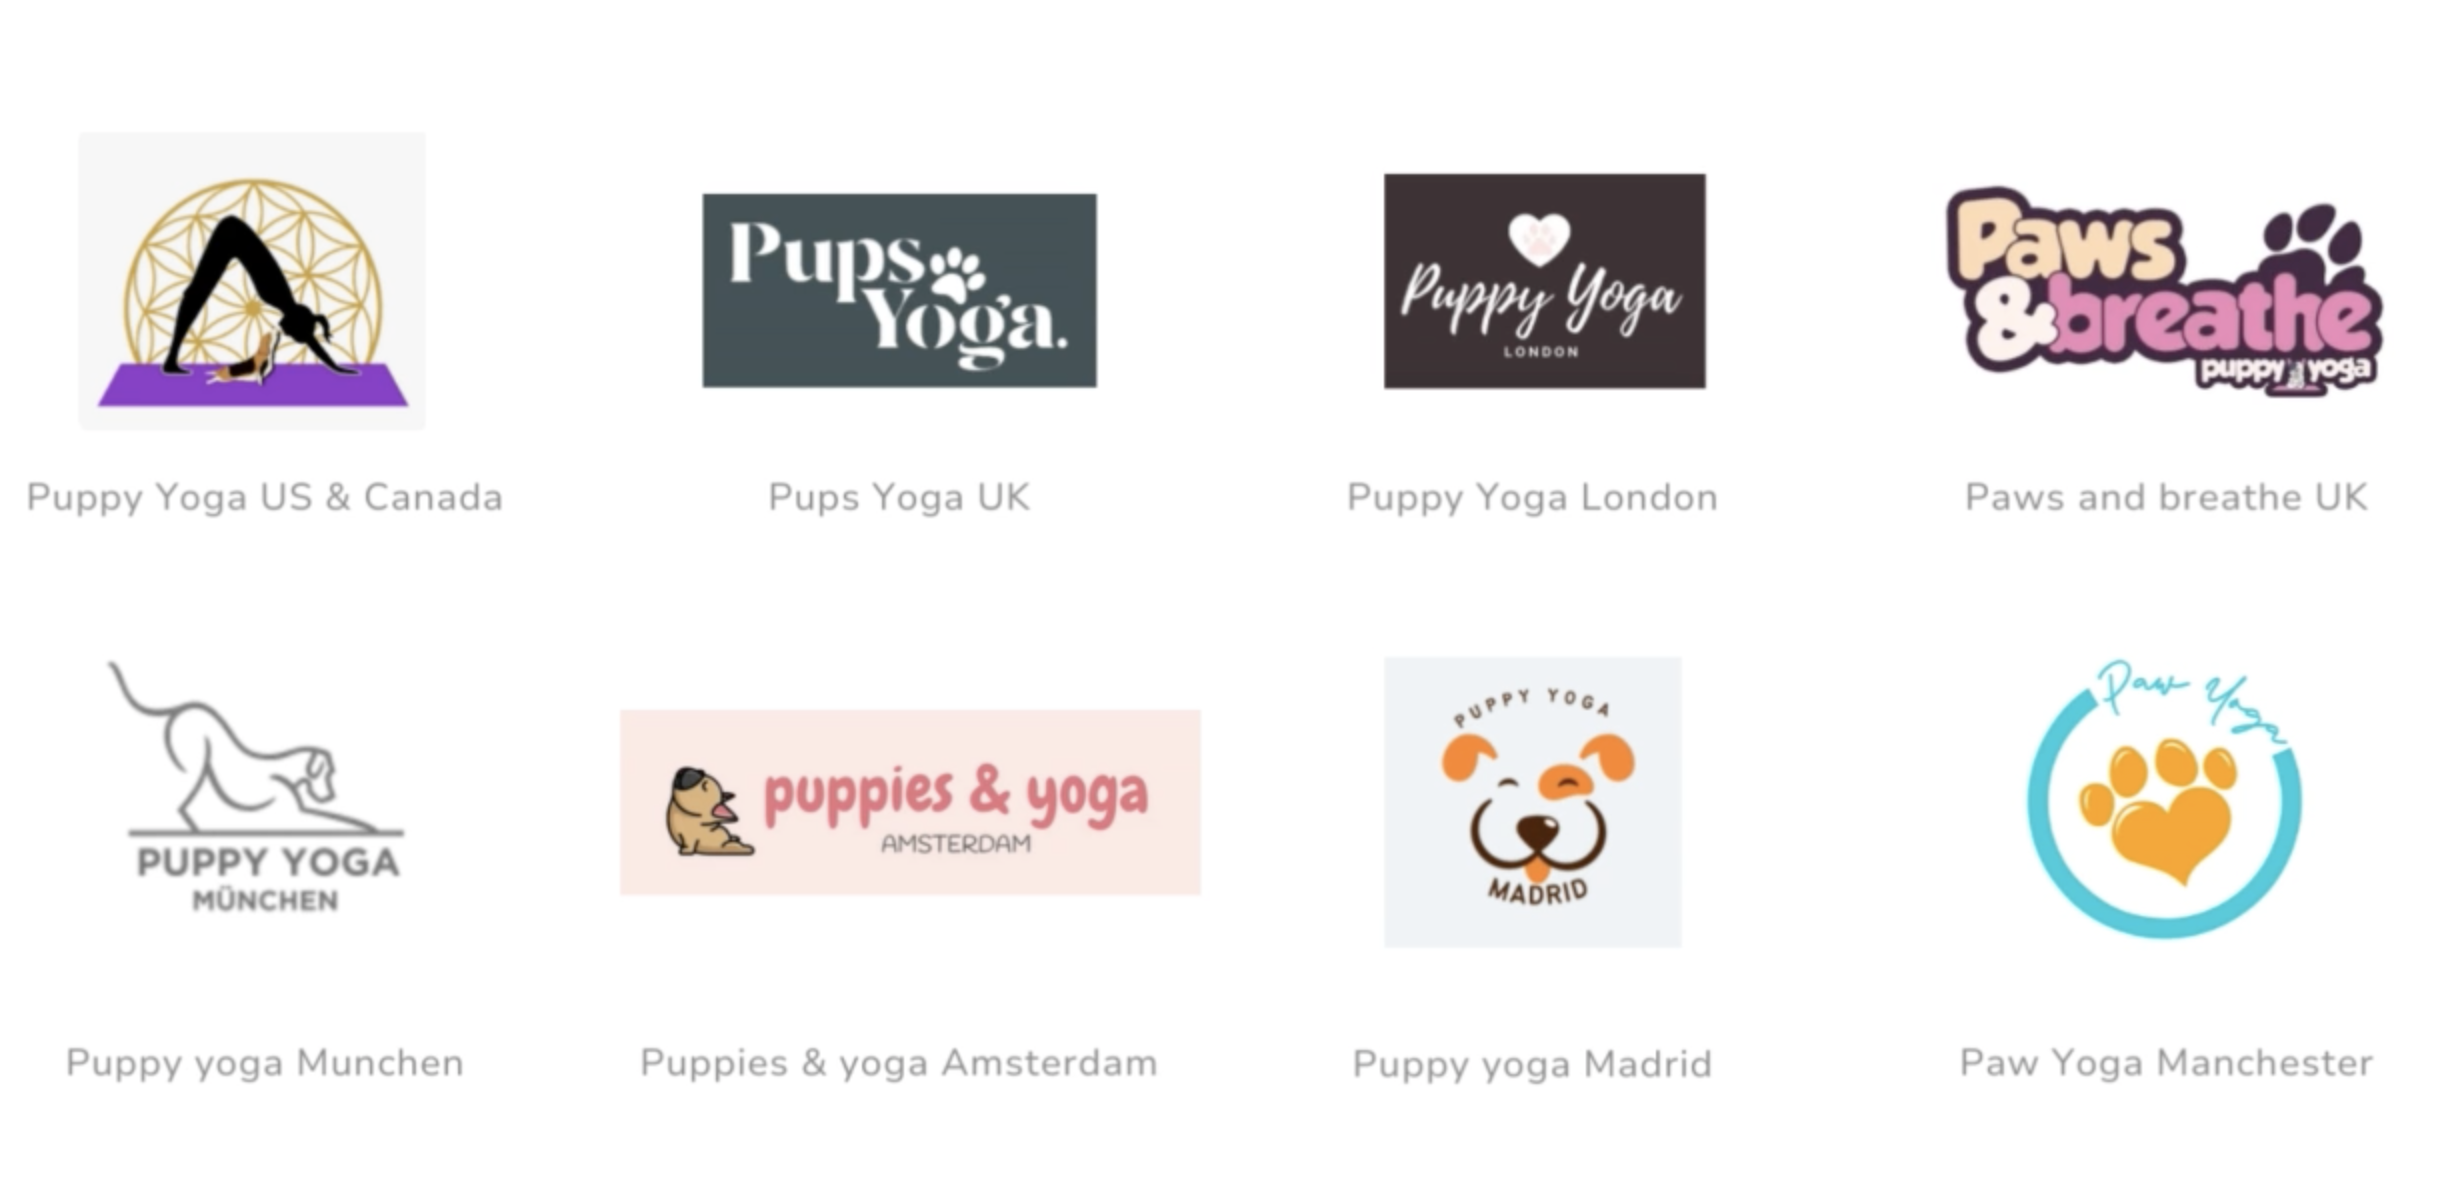 Pups
Yoga.
Puppy Yoga
LONDON
Paws
&breathe
puppy yoga
Puppy Yoga US & Canada
Pups Yoga UK
Puppy Yoga London
Paws and breathe UK
PUPPY YOGA
MÜNCHEN
puppies & yoga
AMSTERDAM
PUPPY YOGA
MADRID
Paw Yoga
Puppy yoga Munchen
Puppies & yoga Amsterdam
Puppy yoga Madrid
Paw Yoga Manchester